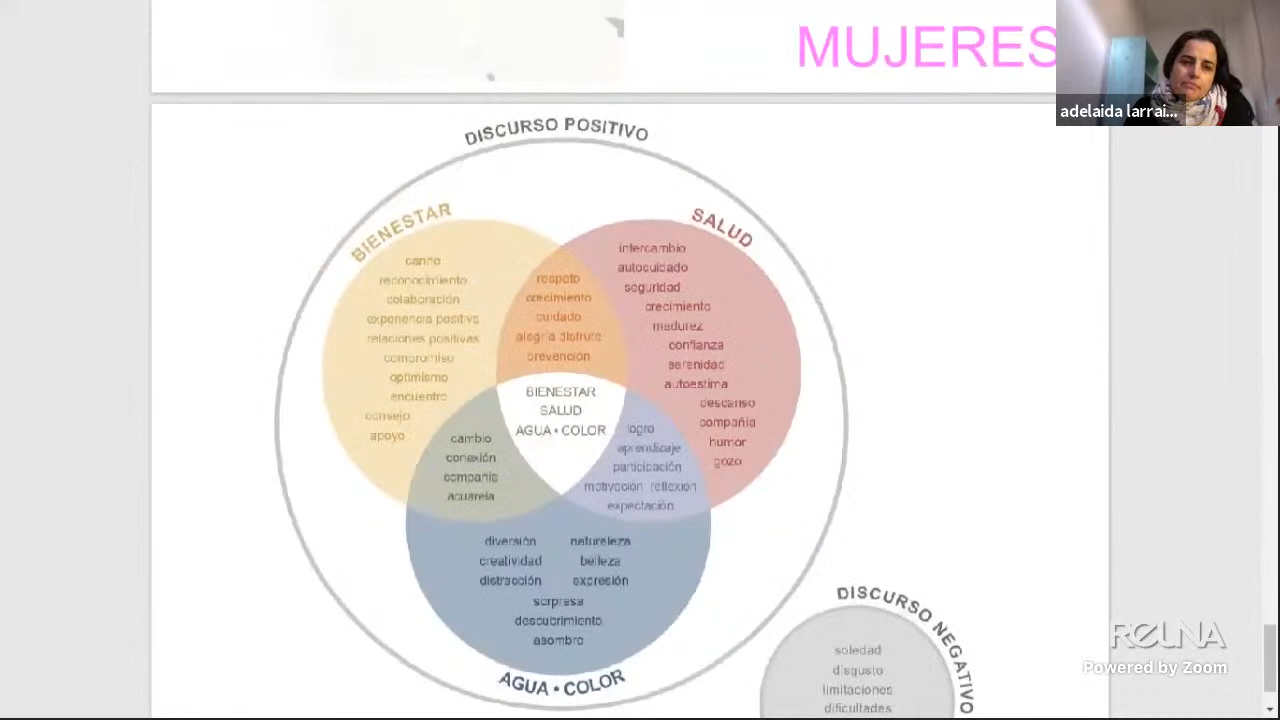 MUJERES
adelaida larrai...
DISCURSO POSITIVO
BIENESTAR
cariño
reconocimiento
colaboración
experiencia positiva
relaciones positivas
compromiso
optimismo
encuentro
consejo
apoyo
respeto
crecimiento
cuidado
alegría disfrute
prevención
SALUD
intercambio
autocuidado
seguridad
crecimiento
madurez
confianza
serenidad
autoestima
descanso
compañía
humor
gozo
BIENESTAR
SALUD
AGUA • COLOR
cambio
conexión
compañía
acuarela
logro
aprendizaje
participación
motivación reflexión
expectación
diversión naturaleza
creatividad belleza
distracción expresión
sorpresa
descubrimiento
asombro
AGUA • COLOR
DISCURSO NEGATIVO
soledad
disgusto
limitaciones
dificultades
REUNA
Powered by Zoom